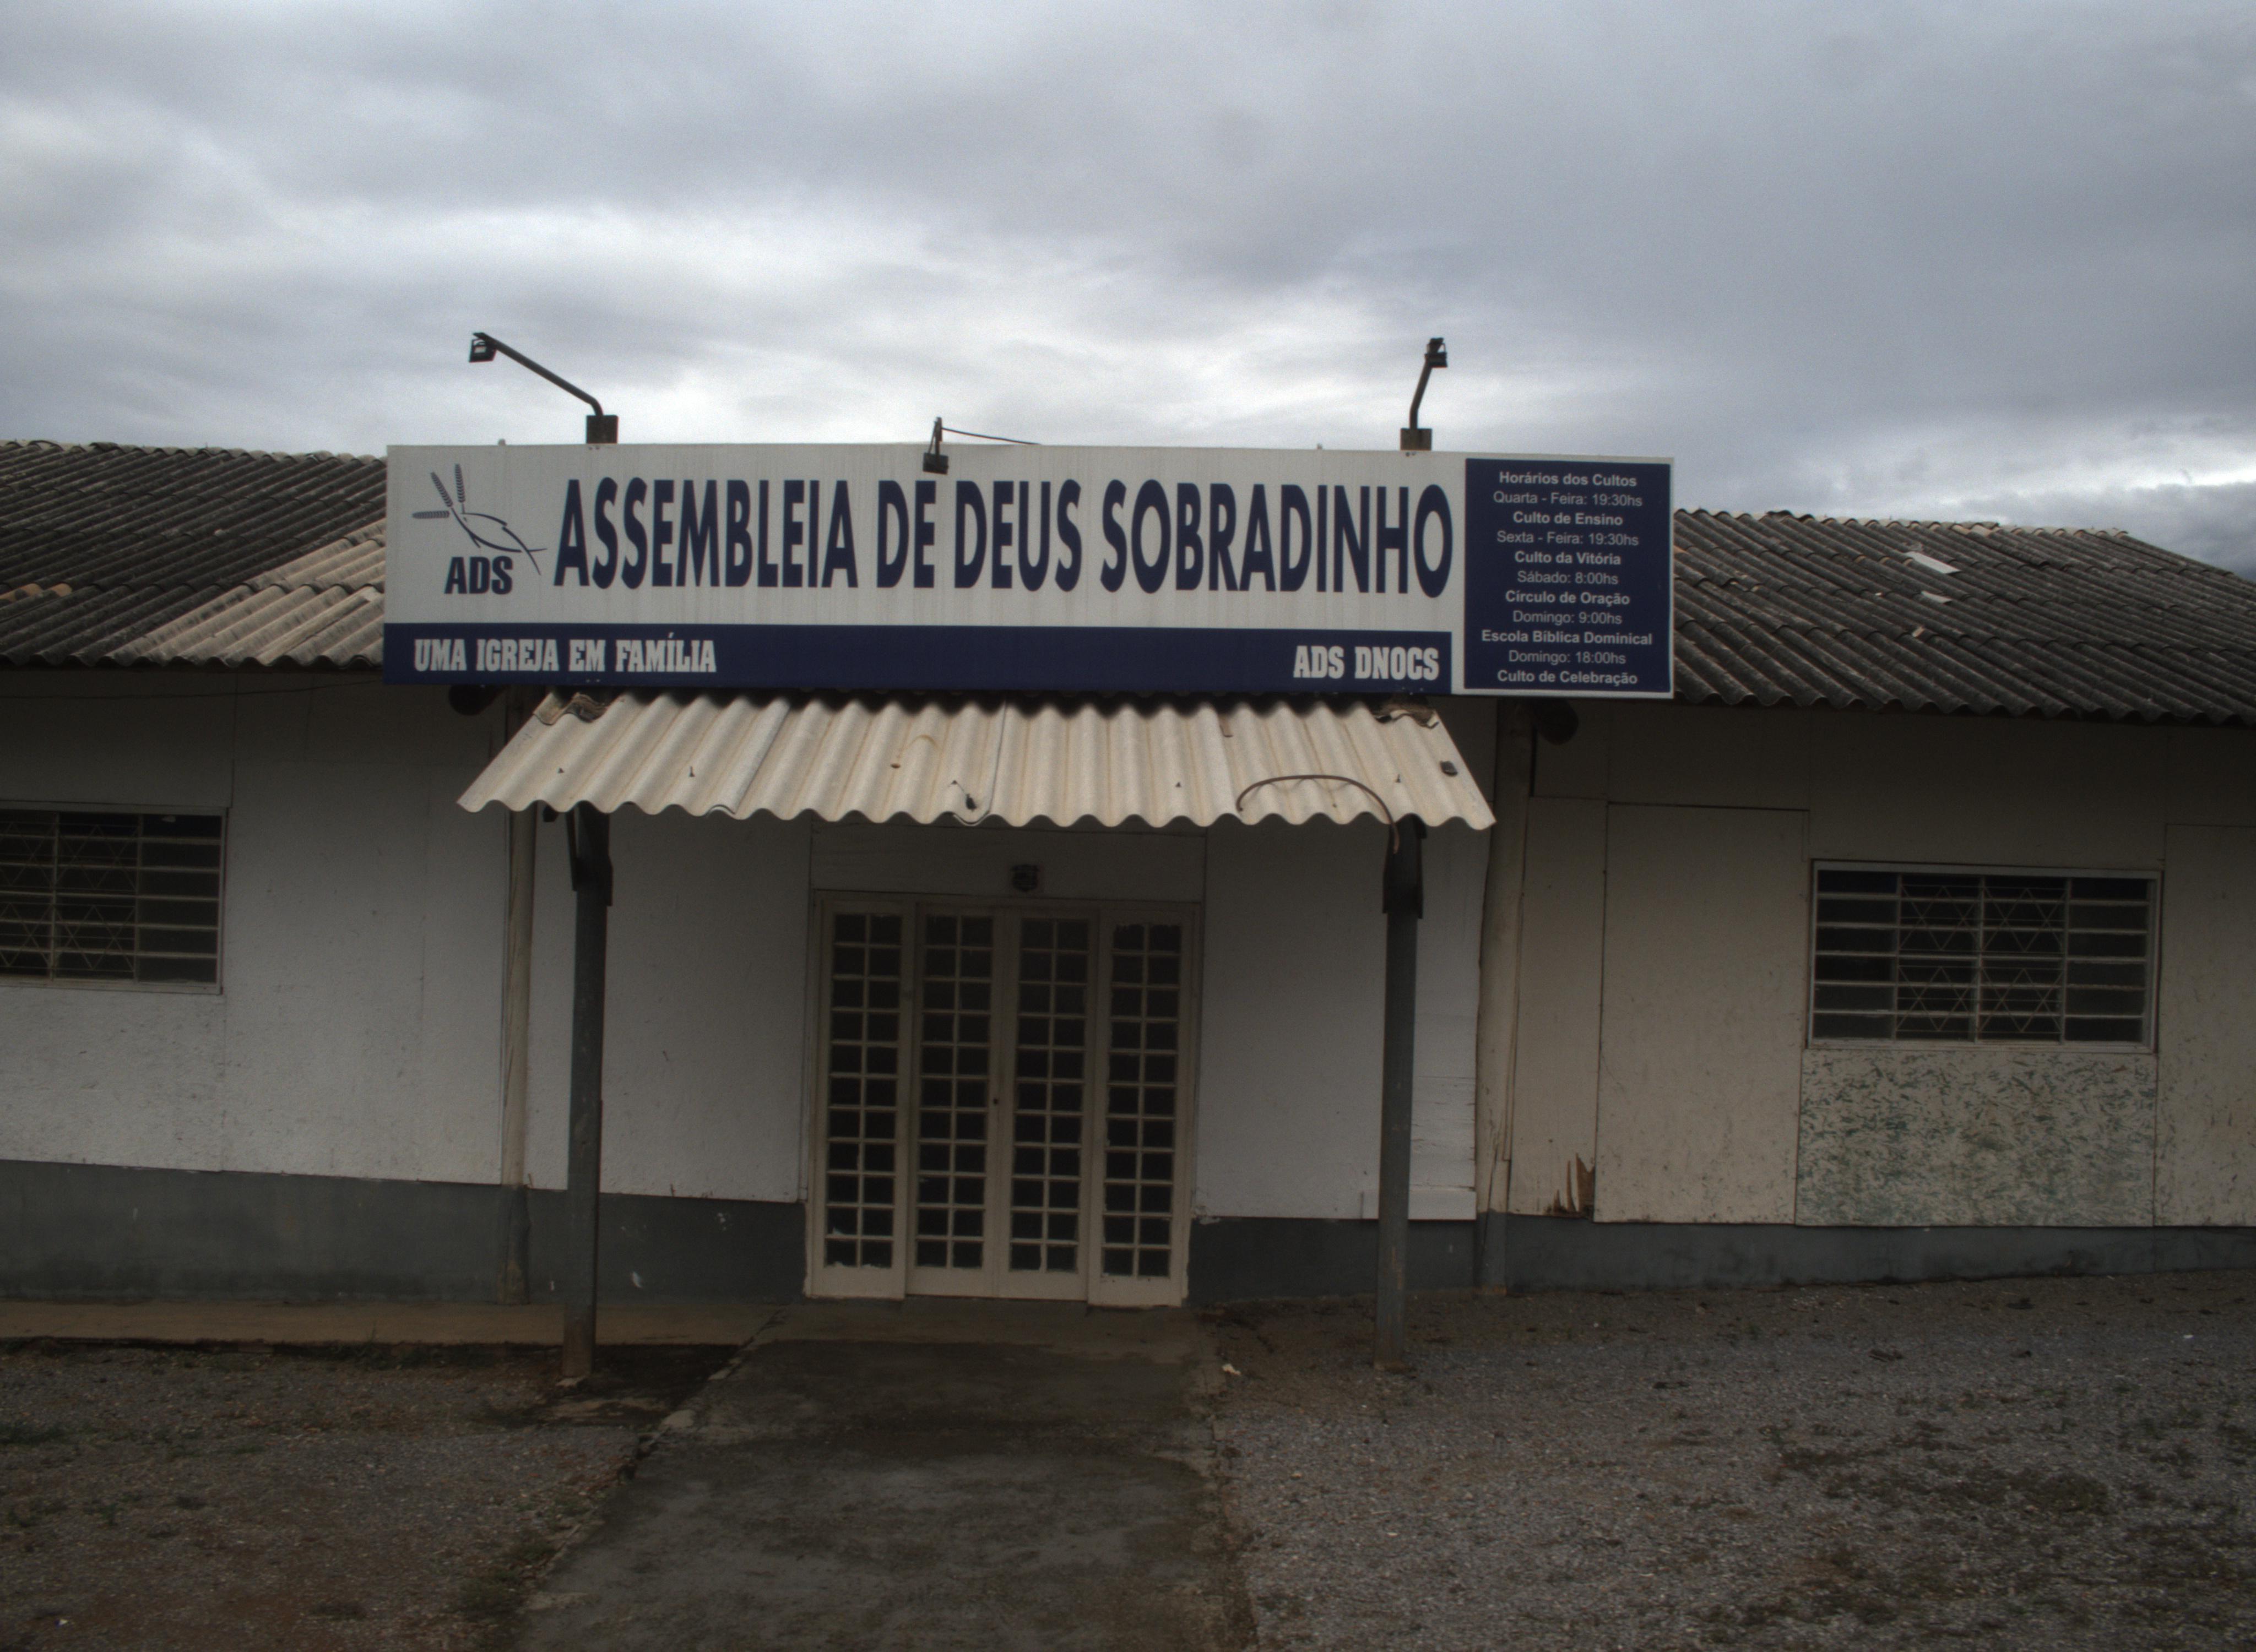 ADS
ASSEMBLEIA DE DEUS SOBRADINHO
UMA IGREJA EM FAMÍLIA
ADS DNOCS
Horários dos Cultos
Quarta - Feira: 19:30hs
Culto de Ensino
Sexta - Feira: 19:30hs
Culto da Vitória
Sábado: 8:00hs
Círculo de Oração
Domingo: 9:00hs
Escola Bíblica Dominical
Domingo: 18:00hs
Culto de Celebração